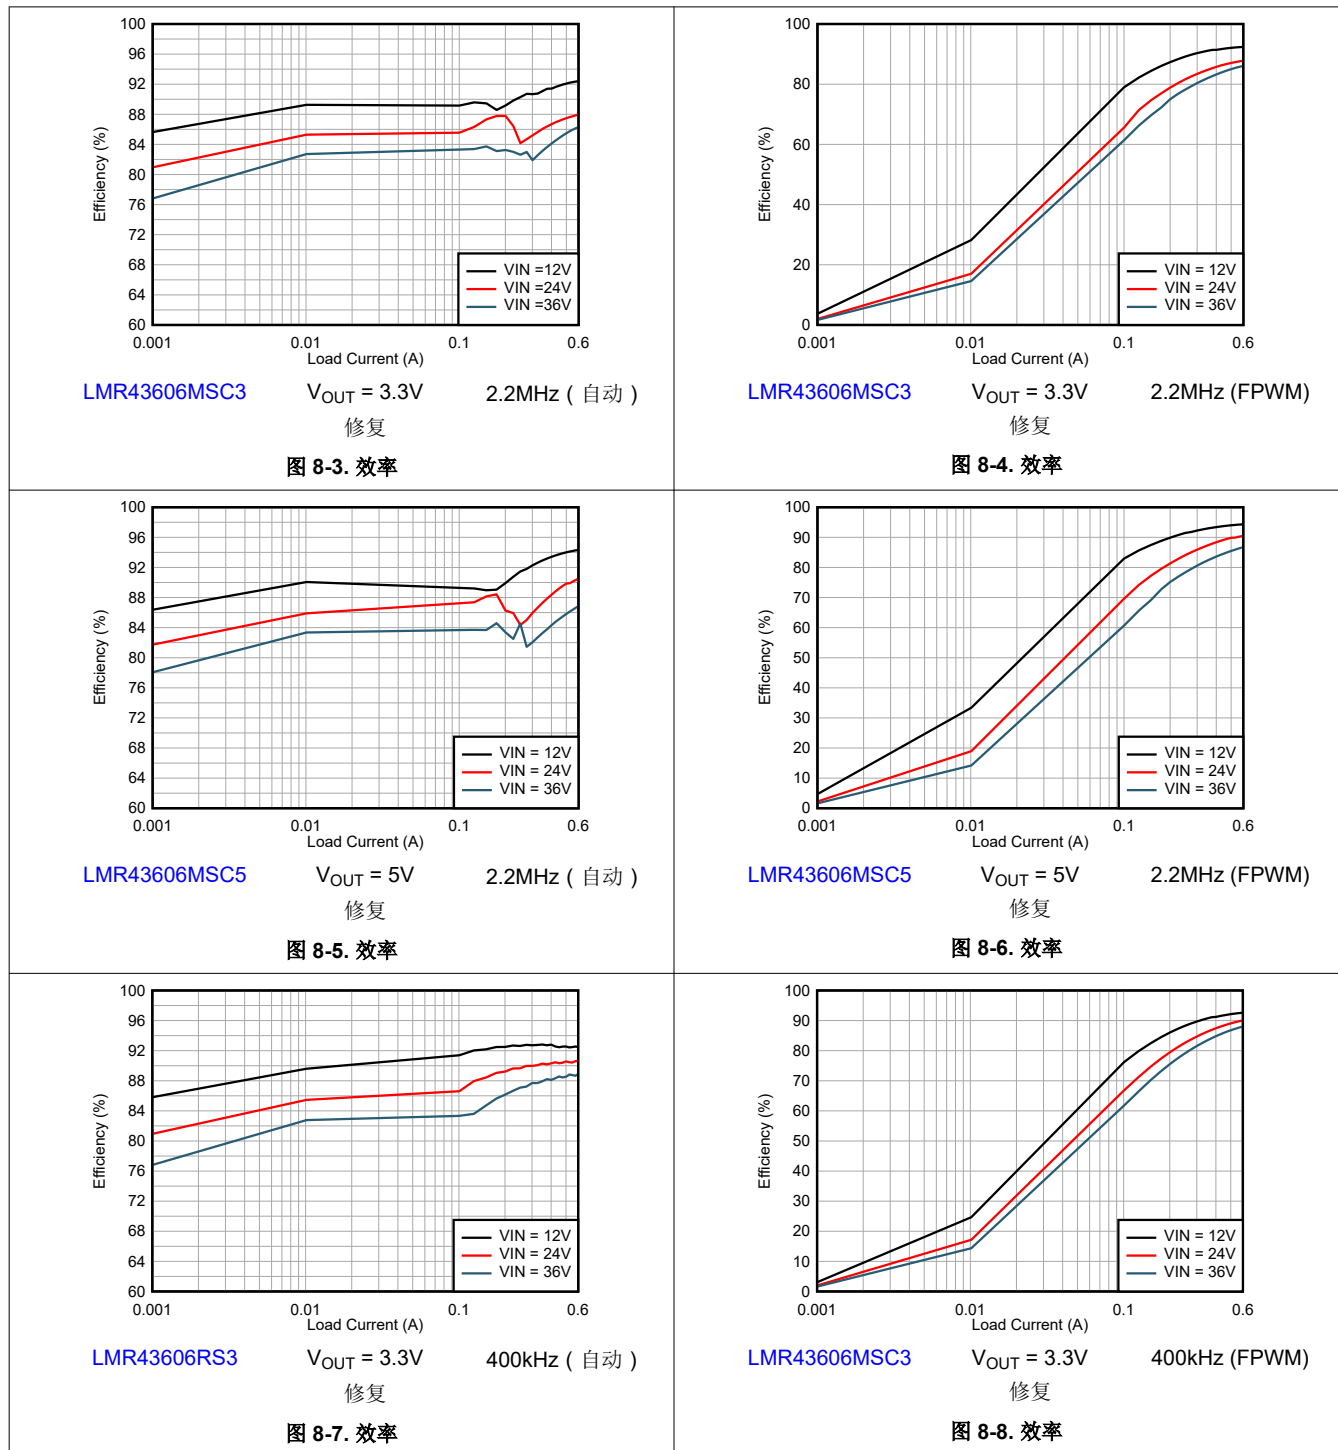 100
96
92
88
84
80
76
72
68
64
60
Efficiency (%)
VIN =12V
VIN =24V
VIN =36V
0.001 0.01 0.1 0.6
Load Current (A)
LMR43606MSC3 VOUT = 3.3V 2.2MHz ( 自动 )
修复
图 8-3. 效率
100
80
60
40
20
0
Efficiency (%)
VIN = 12V
VIN = 24V
VIN = 36V
0.001 0.01 0.1 0.6
Load Current (A)
LMR43606MSC3 VOUT = 3.3V 2.2MHz (FPWM)
修复
图 8-4. 效率
100
96
92
88
84
80
76
72
68
64
60
Efficiency (%)
VIN = 12V
VIN = 24V
VIN = 36V
0.001 0.01 0.1 0.6
Load Current (A)
LMR43606MSC5 VOUT = 5V 2.2MHz ( 自动 )
修复
图 8-5. 效率
100
90
80
70
60
50
40
30
20
10
0
Efficiency (%)
VIN = 12V
VIN = 24V
VIN = 36V
0.001 0.01 0.1 0.6
Load Current (A)
LMR43606MSC5 VOUT = 5V 2.2MHz (FPWM)
修复
图 8-6. 效率
100
96
92
88
84
80
76
72
68
64
60
Efficiency (%)
VIN = 12V
VIN = 24V
VIN = 36V
0.001 0.01 0.1 0.6
Load Current (A)
LMR43606RS3 VOUT = 3.3V 400kHz ( 自动 )
修复
图 8-7. 效率
100
90
80
70
60
50
40
30
20
10
0
Efficiency (%)
VIN = 12V
VIN = 24V
VIN = 36V
0.001 0.01 0.1 0.6
Load Current (A)
LMR43606MSC3 VOUT = 3.3V 400kHz (FPWM)
修复
图 8-8. 效率